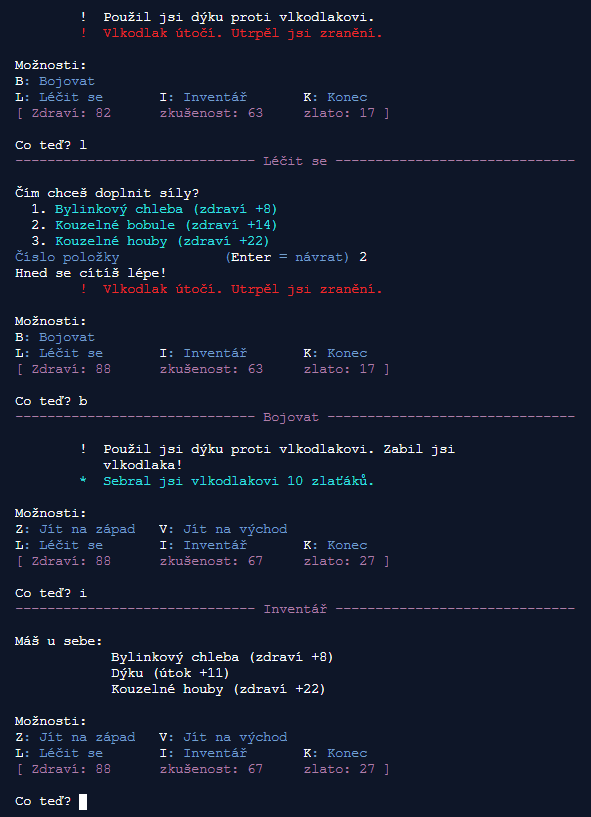 ! Použil jsi dýku proti vlkodlakovi.
! Vlkodlak útočí. Utrpěl jsi zranění.
Možnosti:
B: Bojovat
L: Léčit se I: Inventář K: Konec
[ Zdraví: 82 zkušenost: 63 zlato: 17 ]
Co teď? l
------------------------------ Léčit se ------------------------------
Čím chceš doplnit síly?
1. Bylinkový chleba (zdraví +8)
2. Kouzelné bobule (zdraví +14)
3. Kouzelné houby (zdraví +22)
Číslo položky (Enter = návrat) 2
Hned se cítíš lépe!
! Vlkodlak útočí. Utrpěl jsi zranění.
Možnosti:
B: Bojovat
L: Léčit se I: Inventář K: Konec
[ Zdraví: 88 zkušenost: 63 zlato: 17 ]
Co teď? b
------------------------------ Bojovat -------------------------------
! Použil jsi dýku proti vlkodlakovi. Zabil jsi
vlkodlaka!
* Sebral jsi vlkodlakovi 10 zlaťáků.
Možnosti:
Z: Jít na západ V: Jít na východ
L: Léčit se I: Inventář K: Konec
[ Zdraví: 88 zkušenost: 67 zlato: 27 ]
Co teď? i
------------------------------ Inventář ------------------------------
Máš u sebe:
Bylinkový chleba (zdraví +8)
Dýku (útok +11)
Kouzelné houby (zdraví +22)
Možnosti:
Z: Jít na západ V: Jít na východ
L: Léčit se I: Inventář K: Konec
[ Zdraví: 88 zkušenost: 67 zlato: 27 ]
Co teď?